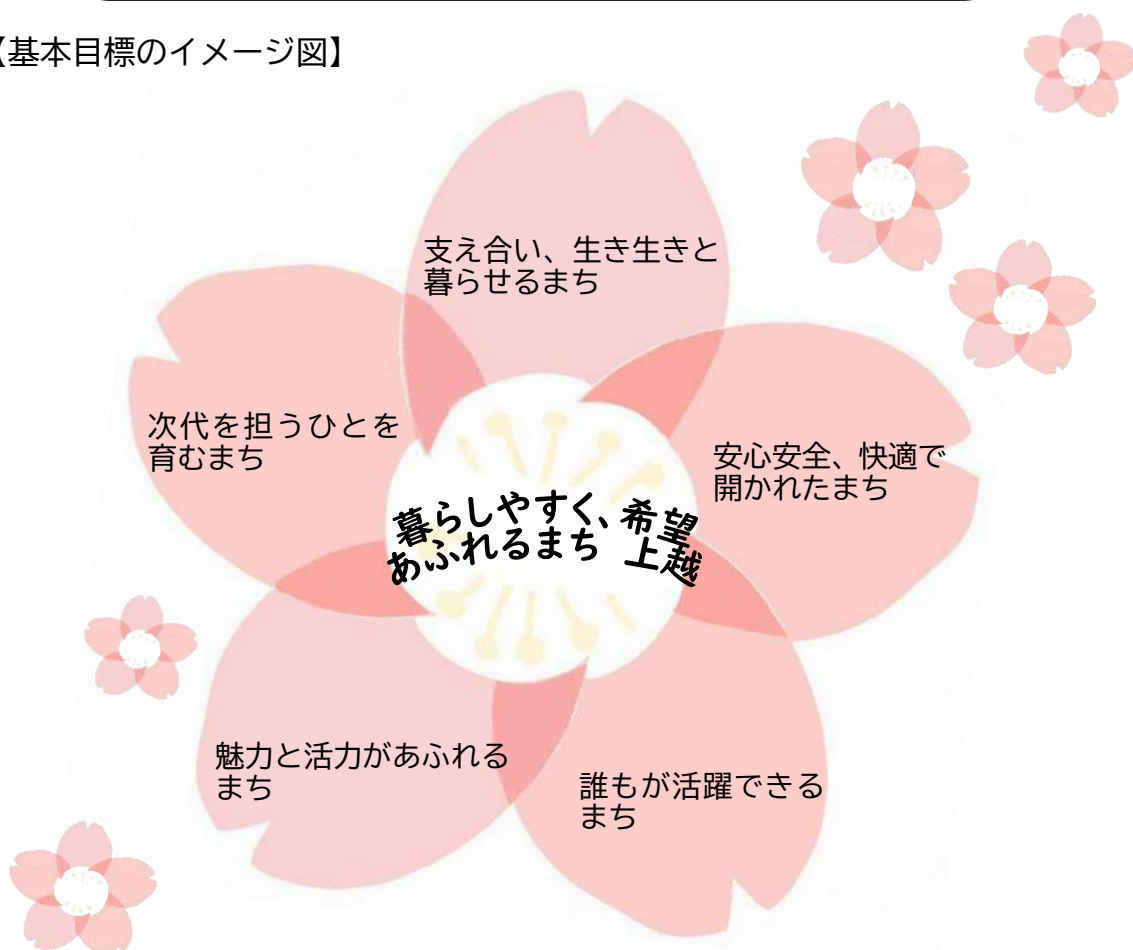 【基本目標のイメージ図】
支え合い、生き生きと
暮らせるまち
安心安全、快適で
開かれたまち
誰もが活躍できる
まち
魅力と活力があふれる
まち
次代を担うひとを
育むまち
暮らしやすく、希望
あふれるまち 上越